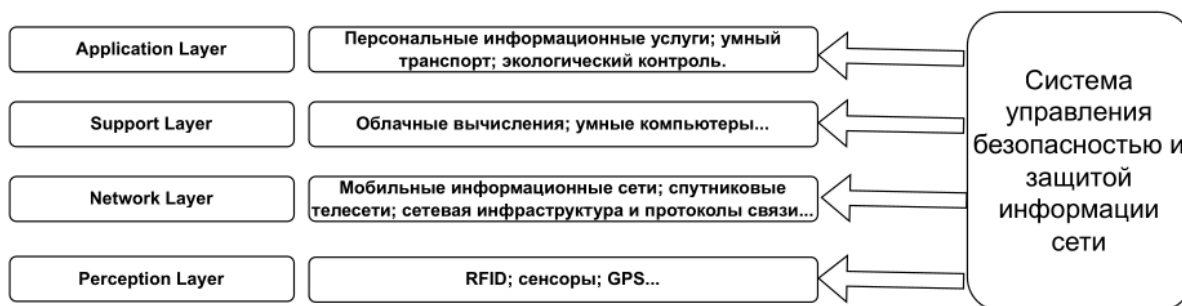 Application Layer
Персональные информационные услуги; умный
транспорт; экологический контроль.
Support Layer
Облачные вычисления; умные компьютеры...
Network Layer
Мобильные информационные сети; спутниковые
телесети; сетевая инфраструктура и протоколы связи...
Perception Layer
RFID; сенсоры; GPS...
Система
управления
безопасностью и
защитой
информации
сети